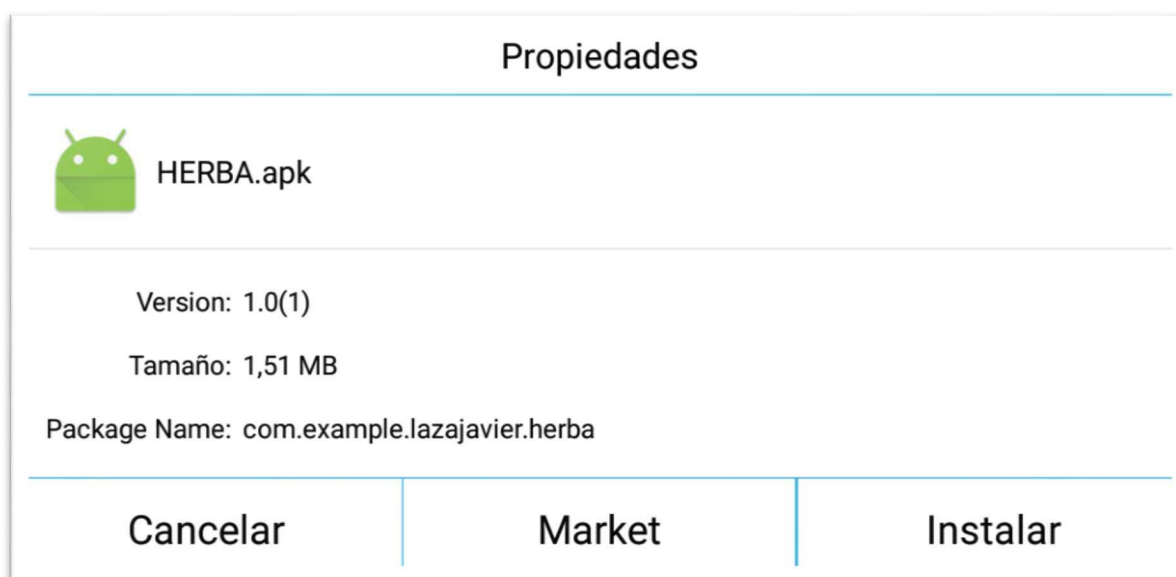 Propiedades
HERBA.apk
Version: 1.0(1)
Tamaño: 1,51 MB
Package Name: com.example.lazajavier.herba
Cancelar Market Instalar